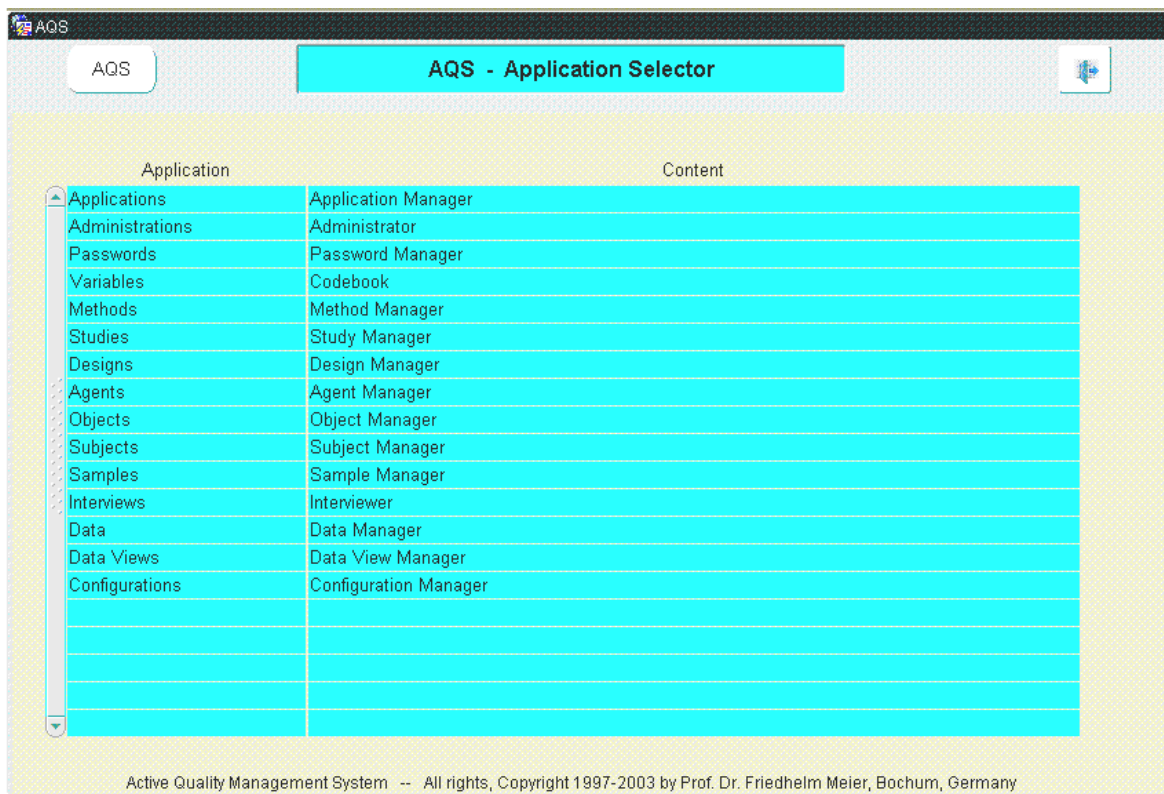 AQS
AQS
AQS - Application Selector
Application Content
Applications Application Manager
Administrations Administrator
Passwords Password Manager
Variables Codebook
Methods Method Manager
Studies Study Manager
Designs Design Manager
Agents Agent Manager
Objects Object Manager
Subjects Subject Manager
Samples Sample Manager
Interviews Interviewer
Data Data Manager
Data Views Data View Manager
Configurations Configuration Manager
Active Quality Management System -- All rights, Copyright 1997-2003 by Prof. Dr. Friedhelm Meier, Bochum, Germany